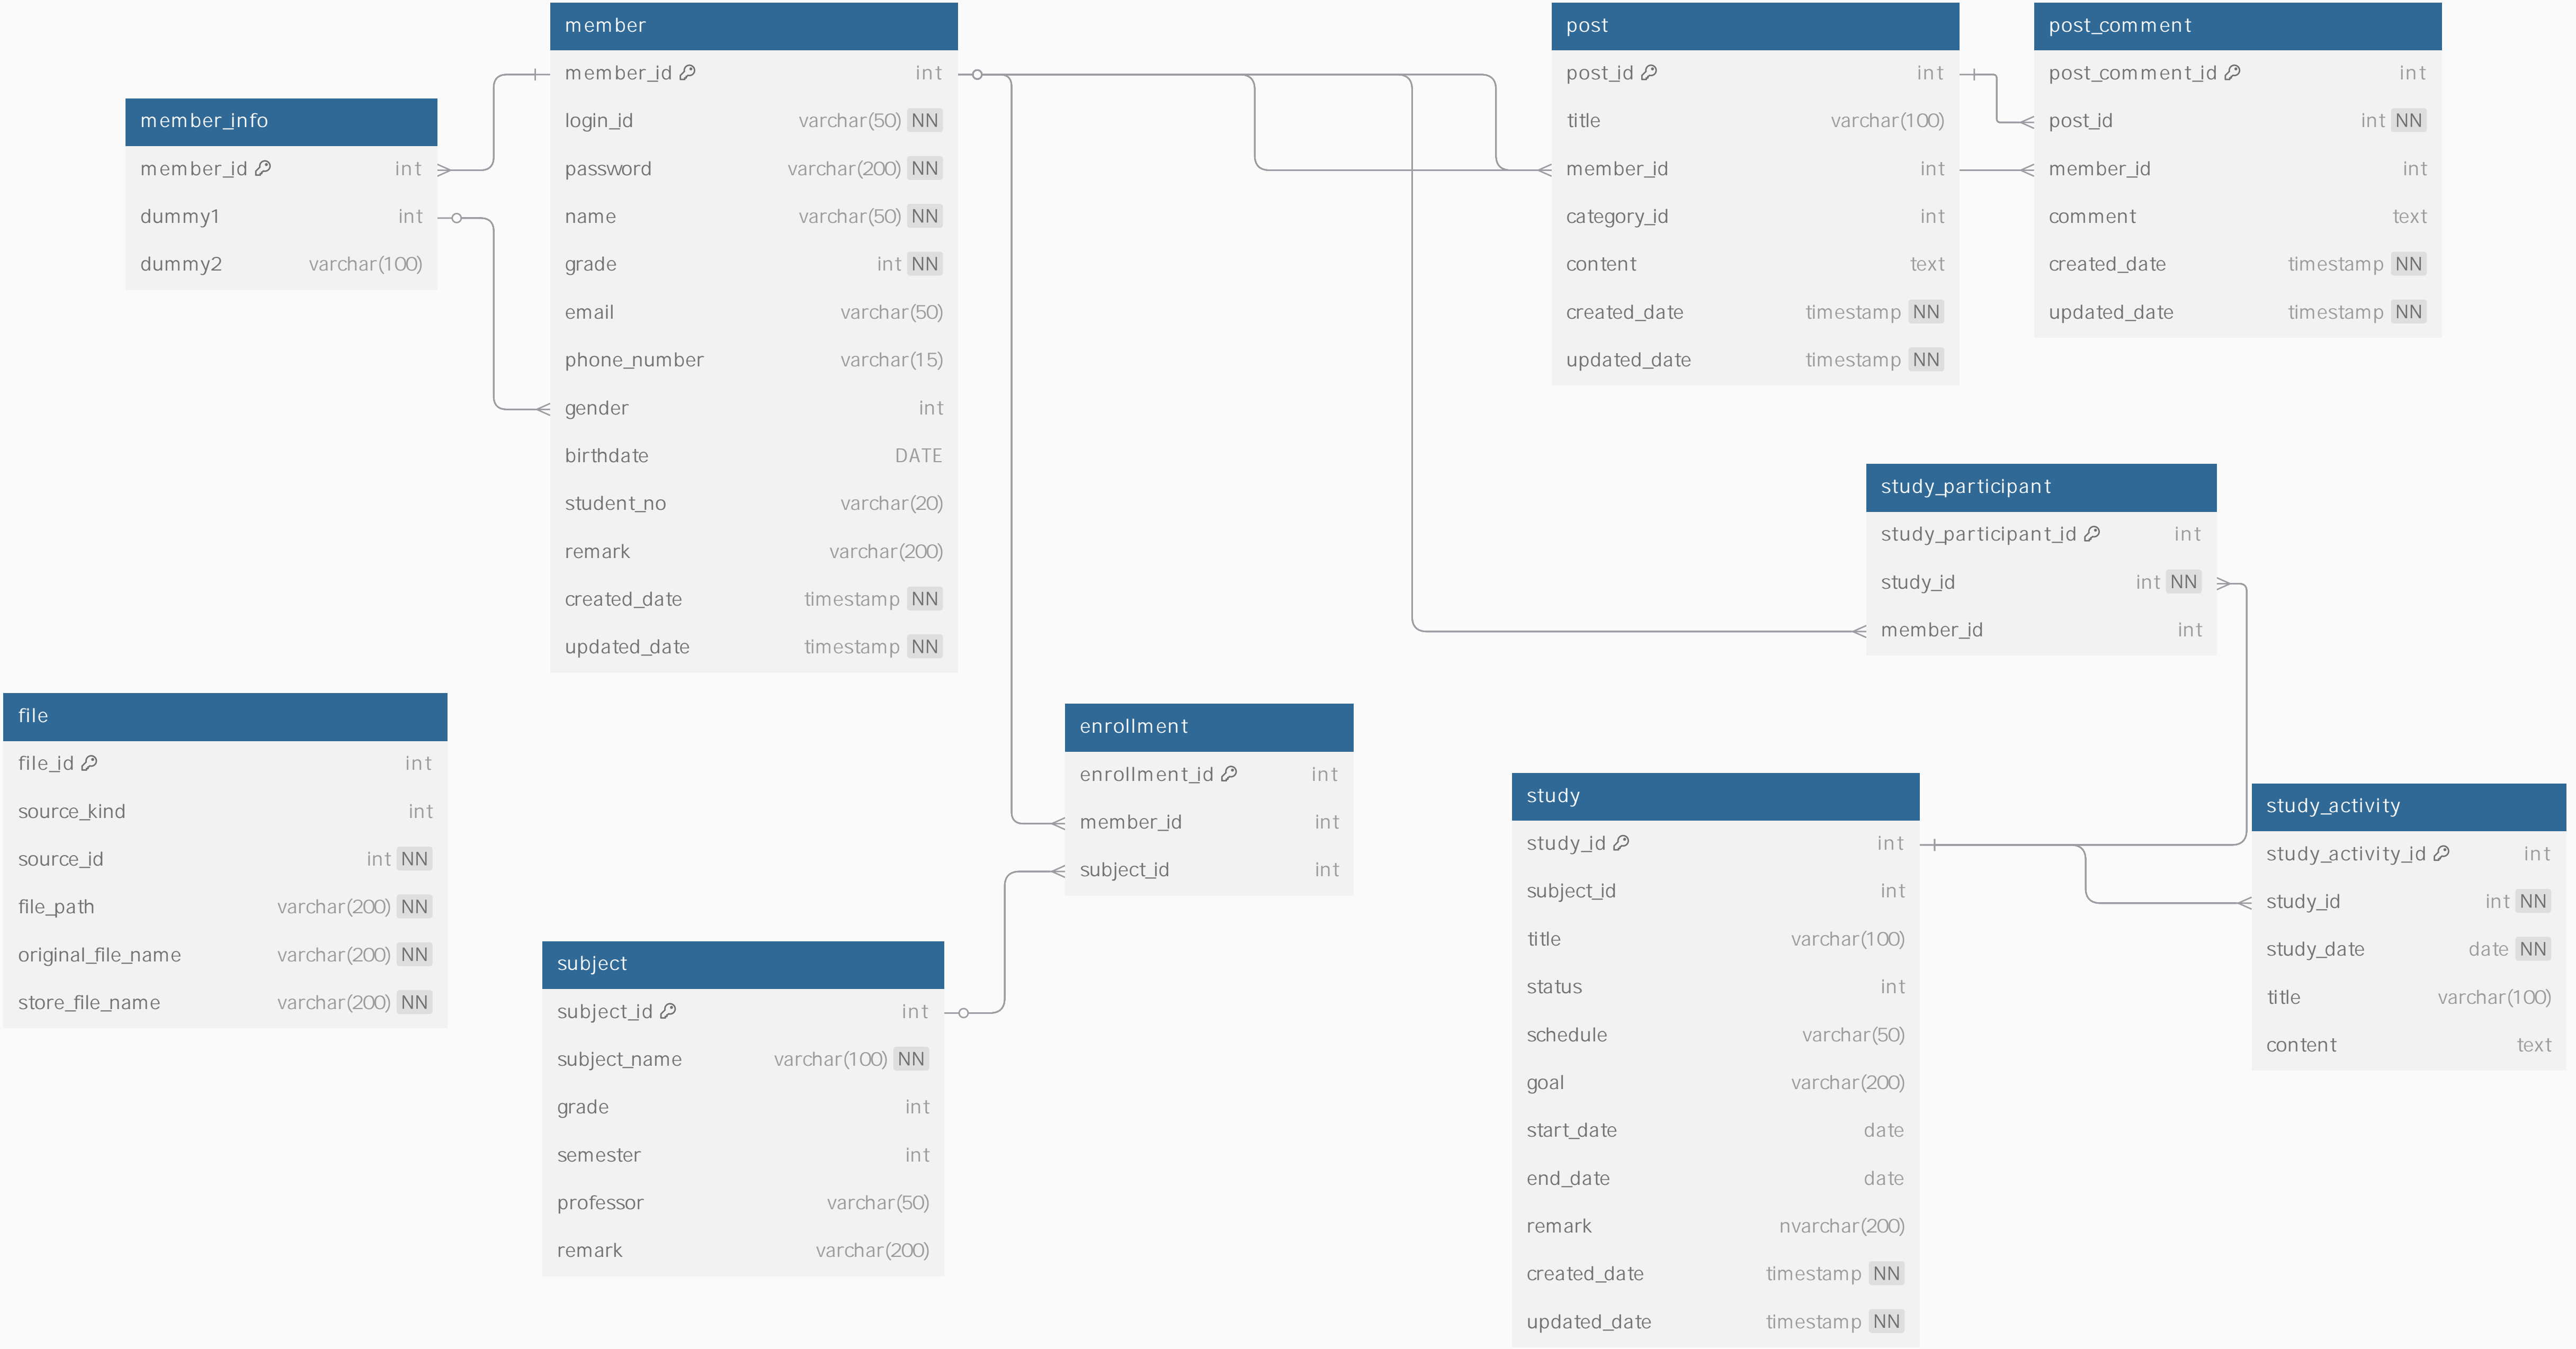 member
member_id int
login_id varchar(50) NN
password varchar(200) NN
name varchar(50) NN
grade int NN
email varchar(50)
phone_number varchar(15)
gender int
birthdate DATE
student_no varchar(20)
remark varchar(200)
created_date timestamp NN
updated_date timestamp NN
member_info
member_id int
dummy1 int
dummy2 varchar(100)
post
post_id int
title varchar(100)
member_id int
category_id int
content text
created_date timestamp NN
updated_date timestamp NN
post_comment
post_comment_id int
post_id int NN
member_id int
comment text
created_date timestamp NN
updated_date timestamp NN
study_participant
study_participant_id int
study_id int NN
member_id int
file
file_id int
source_kind int
source_id int NN
file_path varchar(200) NN
original_file_name varchar(200) NN
store_file_name varchar(200) NN
enrollment
enrollment_id int
member_id int
subject_id int
subject
subject_id int
subject_name varchar(100) NN
grade int
semester int
professor varchar(50)
remark varchar(200)
study
study_id int
subject_id int
title varchar(100)
status int
schedule varchar(50)
goal varchar(200)
start_date date
end_date date
remark nvarchar(200)
created_date timestamp NN
updated_date timestamp NN
study_activity
study_activity_id int
study_id int NN
study_date date NN
title varchar(100)
content text